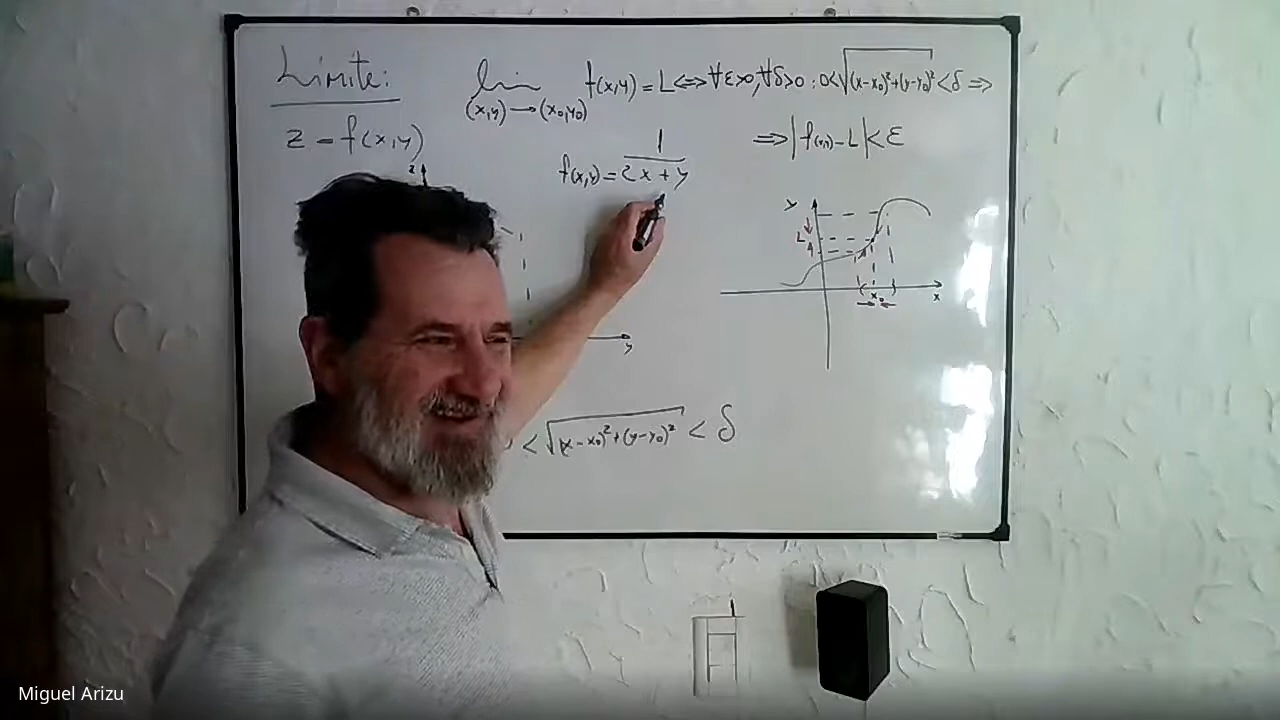 Límite:
lim f(x,y) = L ⟺ ∀ε>0, ∀δ>0 : 0<√(x-x₀)²+(y-y₀)² < δ ⟹
(x,y)→(x₀,y₀)
z = f(x,y)
⟹ |f(x,y) - L| < ε
f(x,y) = 1/2x+y
z
y
L
x₀
x
y
< √(x-x₀)²+(y-y₀)² < δ
Miguel Arizu